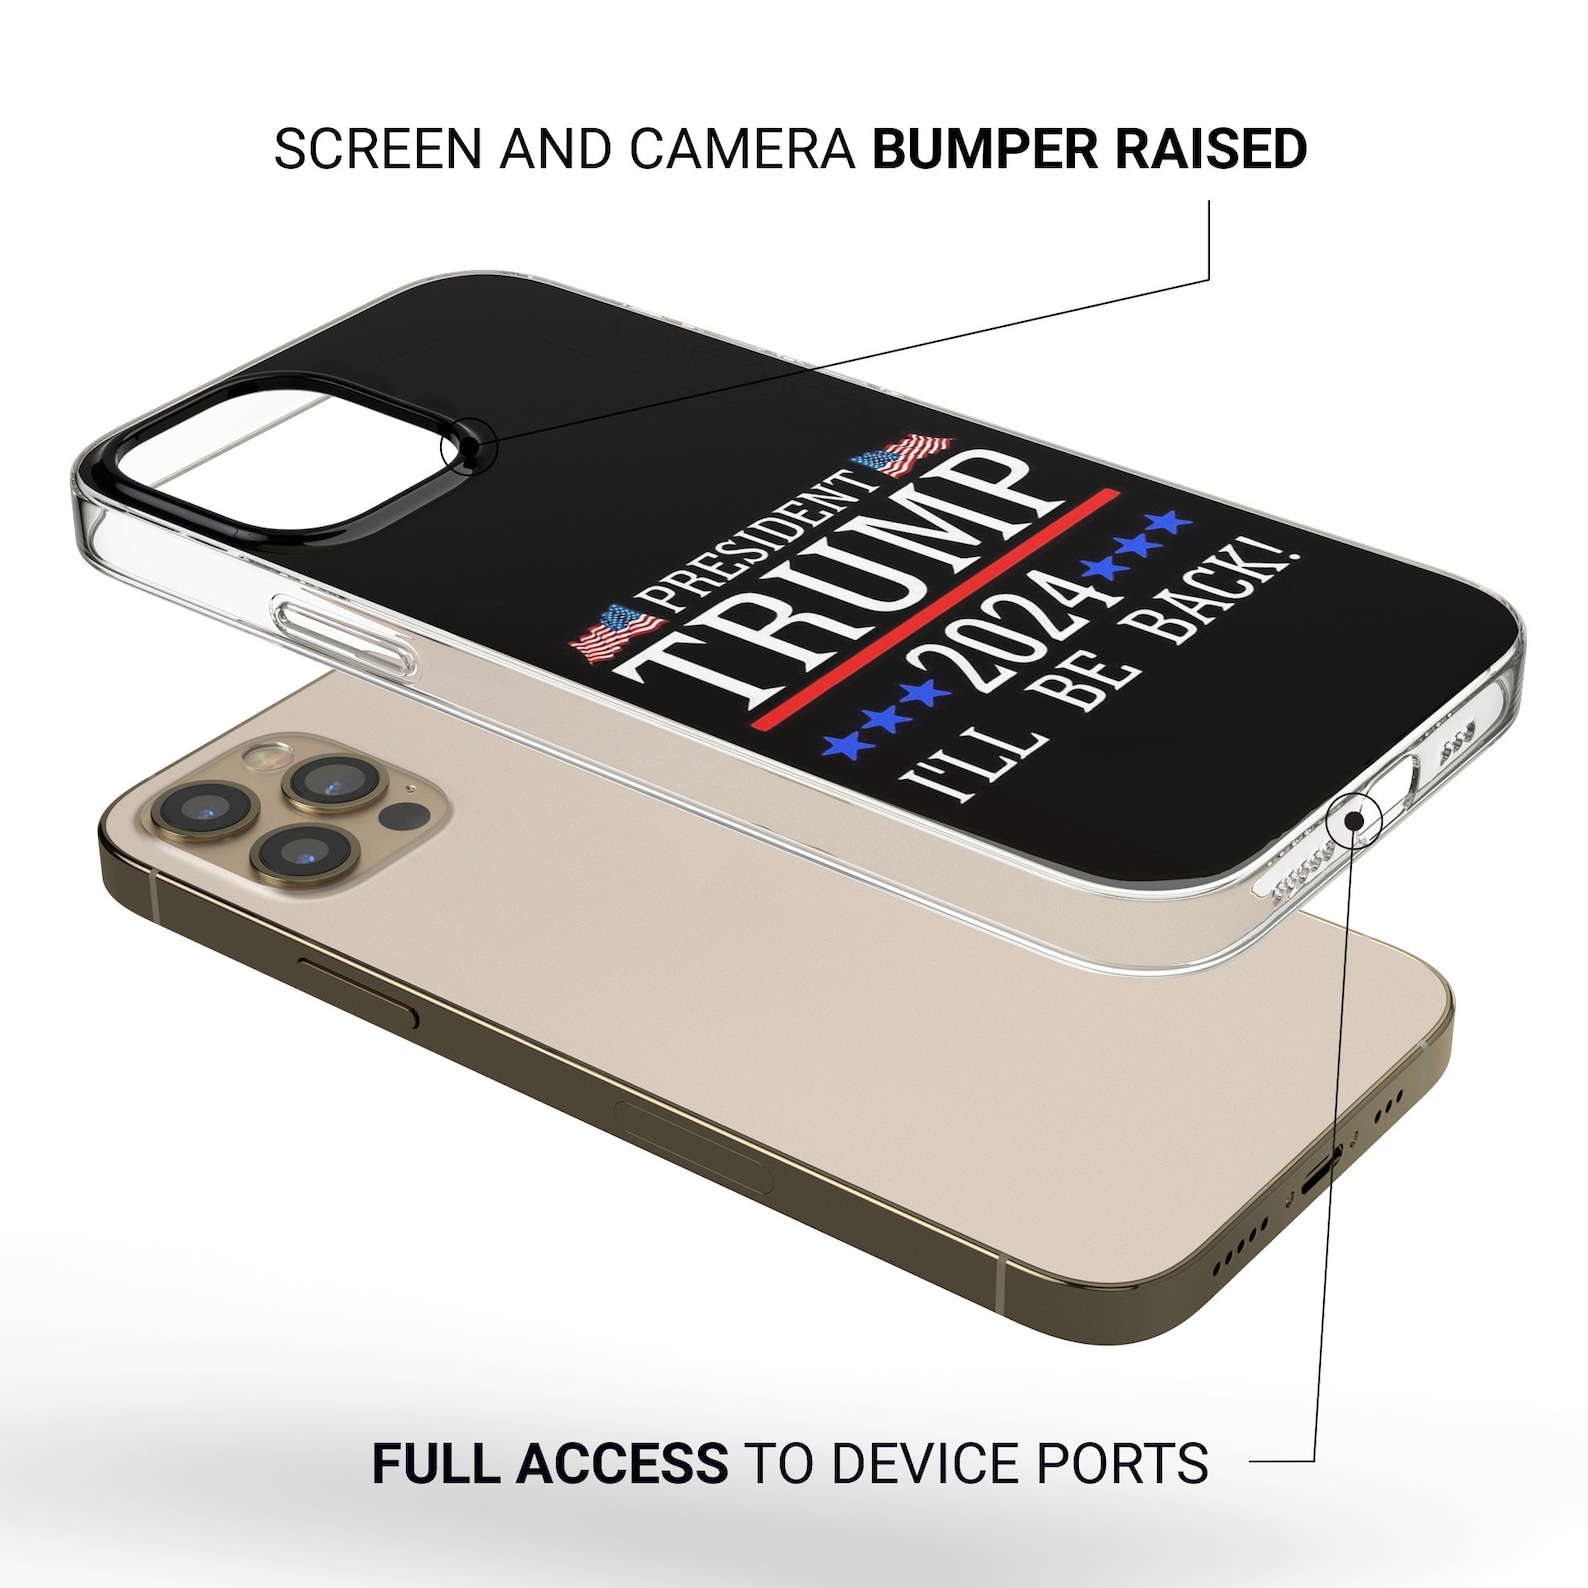 SCREEN AND CAMERA BUMPER RAISED
PRESIDENT
TRUMP
2024
I'LL BE BACK!
FULL ACCESS TO DEVICE PORTS